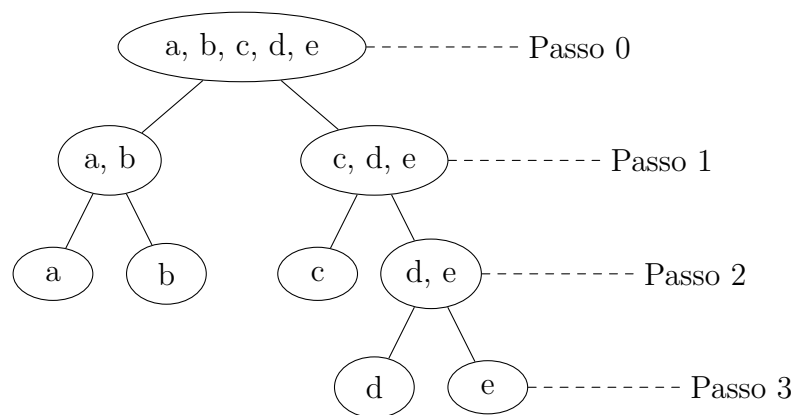 a, b, c, d, e Passo 0
a, b c, d, e Passo 1
a b c d, e Passo 2
d e Passo 3